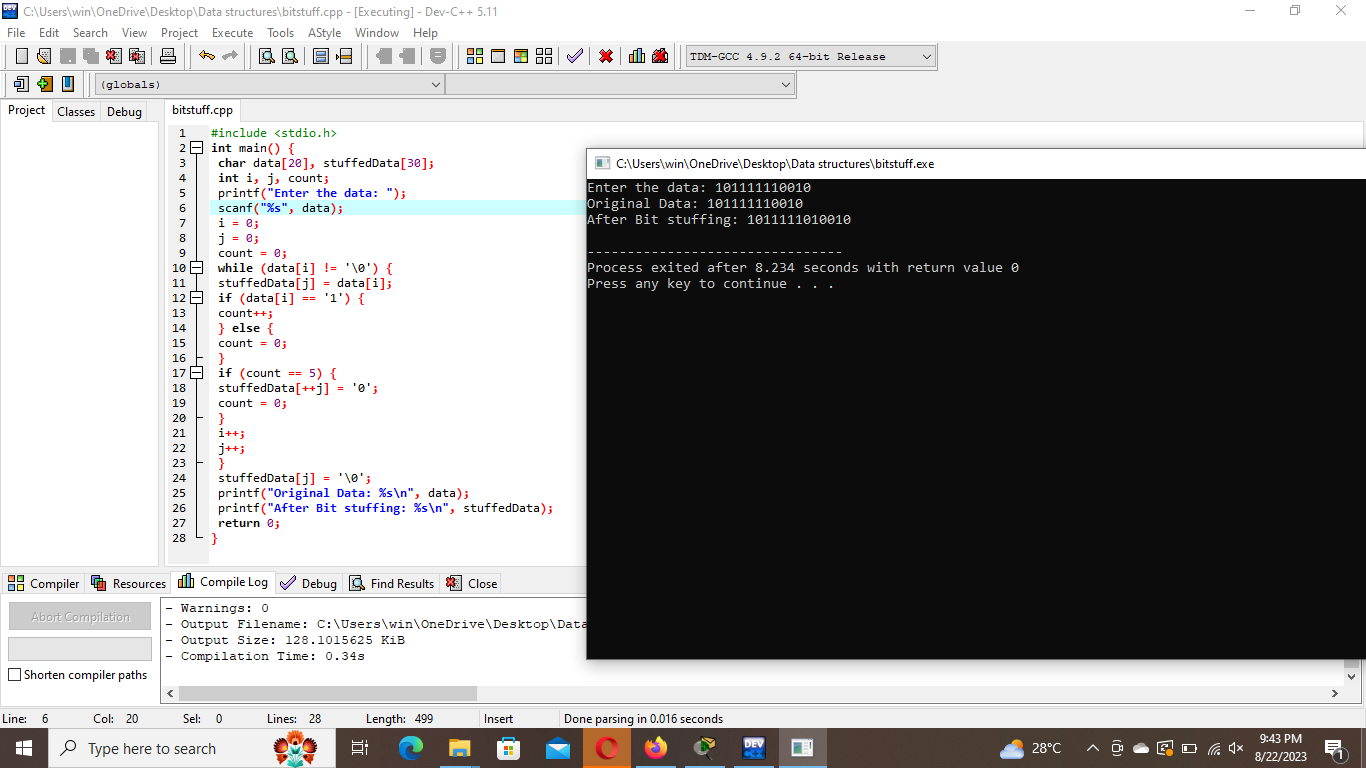 C:\Users\win\OneDrive\Desktop\Data structures\bitstuff.cpp - [Executing] - Dev-C++ 5.11
File Edit Search View Project Execute Tools AStyle Window Help
TDM-GCC 4.9.2 64-bit Release
(globals)
Project Classes Debug
bitstuff.cpp
1 #include <stdio.h>
2 int main() {
3 char data[20], stuffedData[30];
4 int i, j, count;
5 printf("Enter the data: ");
6 scanf("%s", data);
7 i = 0;
8 j = 0;
9 count = 0;
10 while (data[i] != '\0') {
11 stuffedData[j] = data[i];
12 if (data[i] == '1') {
13 count++;
14 } else {
15 count = 0;
16 }
17 if (count == 5) {
18 stuffedData[++j] = '0';
19 count = 0;
20 }
21 i++;
22 j++;
23 }
24 stuffedData[j] = '\0';
25 printf("Original Data: %s\n", data);
26 printf("After Bit stuffing: %s\n", stuffedData);
27 return 0;
28 }
C:\Users\win\OneDrive\Desktop\Data structures\bitstuff.exe
Enter the data: 101111110010
Original Data: 101111110010
After Bit stuffing: 1011111010010
--------------------------------
Process exited after 8.234 seconds with return value 0
Press any key to continue . . .
Compiler Resources Compile Log Debug Find Results Close
Abort Compilation
Shorten compiler paths
- Warnings: 0
- Output Filename: C:\Users\win\OneDrive\Desktop\Data
- Output Size: 128.1015625 KiB
- Compilation Time: 0.34s
Line: 6 Col: 20 Sel: 0 Lines: 28 Length: 499 Insert Done parsing in 0.016 seconds
Type here to search
DEV
28°C
9:43 PM
8/22/2023
1